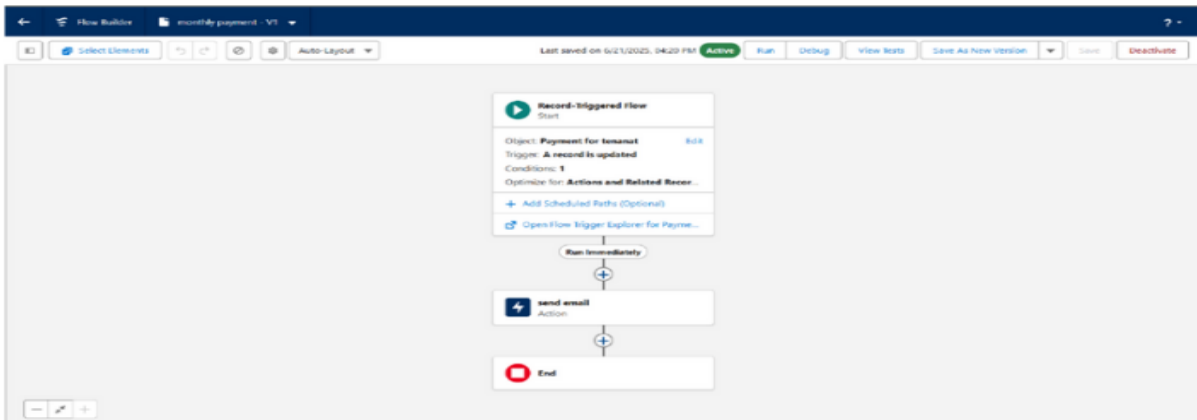 Flow Builder monthly payment - V1 ?
Select Elements Auto-Layout Last saved on 6/21/2025, 04:20 PM Active Run Debug View Tests Save As New Version Save Deactivate
Record-Triggered Flow
Start
Object: Payment for tenanat Edit
Trigger: A record is updated
Conditions: 1
Optimize for: Actions and Related Recor...
+ Add Scheduled Paths (Optional)
Open Flow Trigger Explorer for Payme...
Run Immediately
send email
Action
End